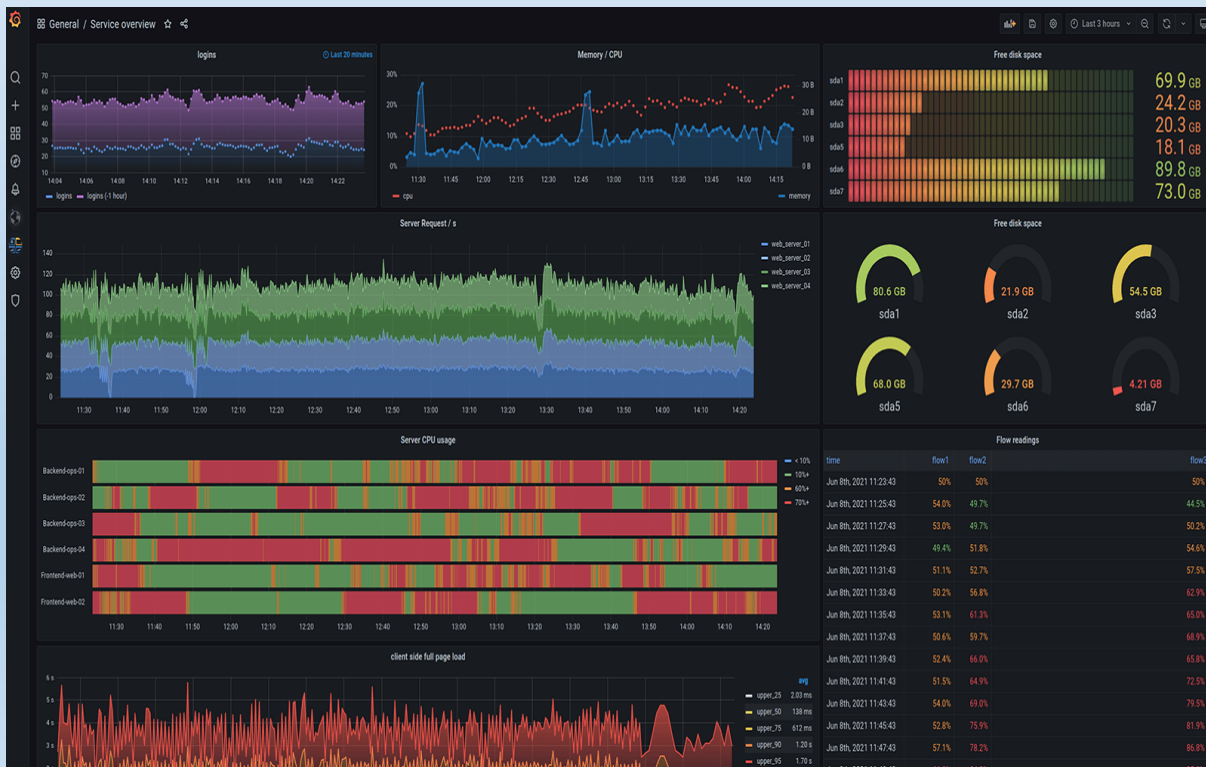 General / Service overview
Last 3 hours
logins
Last 20 minutes
70
60
50
40
30
20
10
14:04 14:06 14:08 14:10 14:12 14:14 14:16 14:18 14:20 14:22
logins logins (-1 hour)
Memory / CPU
30%
20%
10%
0%
30 B
20 B
10 B
0 B
11:30 11:45 12:00 12:15 12:30 12:45 13:00 13:15 13:30 13:45 14:00 14:15
cpu memory
Free disk space
sda1 69.9 GB
sda2 24.2 GB
sda3 20.3 GB
sda5 18.1 GB
sda6 89.8 GB
sda7 73.0 GB
Server Request / s
140
120
100
80
60
40
20
0
11:30 11:40 11:50 12:00 12:10 12:20 12:30 12:40 12:50 13:00 13:10 13:20 13:30 13:40 13:50 14:00 14:10 14:20
web_server_01
web_server_02
web_server_03
web_server_04
Free disk space
80.6 GB 21.9 GB 54.5 GB
sda1 sda2 sda3
68.0 GB 29.7 GB 4.21 GB
sda5 sda6 sda7
Server CPU usage
Backend-ops-01
Backend-ops-02
Backend-ops-03
Backend-ops-04
Frontend-web-01
Frontend-web-02
11:30 11:40 11:50 12:00 12:10 12:20 12:30 12:40 12:50 13:00 13:10 13:20 13:30 13:40 13:50 14:00 14:10 14:20
< 10%
10%+
60%+
70%+
Flow readings
time flow1 flow2 flow3
Jun 8th, 2021 11:23:43 50% 50% 50%
Jun 8th, 2021 11:25:43 54.0% 49.7% 44.5%
Jun 8th, 2021 11:27:43 53.0% 49.7% 50.2%
Jun 8th, 2021 11:29:43 49.4% 51.8% 54.6%
Jun 8th, 2021 11:31:43 51.1% 52.7% 57.5%
Jun 8th, 2021 11:33:43 50.2% 56.8% 62.9%
Jun 8th, 2021 11:35:43 53.1% 61.3% 65.0%
Jun 8th, 2021 11:37:43 50.6% 59.7% 68.9%
Jun 8th, 2021 11:39:43 52.4% 66.0% 65.8%
Jun 8th, 2021 11:41:43 51.5% 64.9% 72.5%
Jun 8th, 2021 11:43:43 54.0% 69.0% 79.5%
Jun 8th, 2021 11:45:43 52.8% 75.9% 81.9%
Jun 8th, 2021 11:47:43 57.1% 78.2% 86.8%
client side full page load
6 s
5 s
4 s
3 s
avg
upper_25 2.03 ms
upper_50 138 ms
upper_75 612 ms
upper_90 1.20 s
upper_95 1.70 s